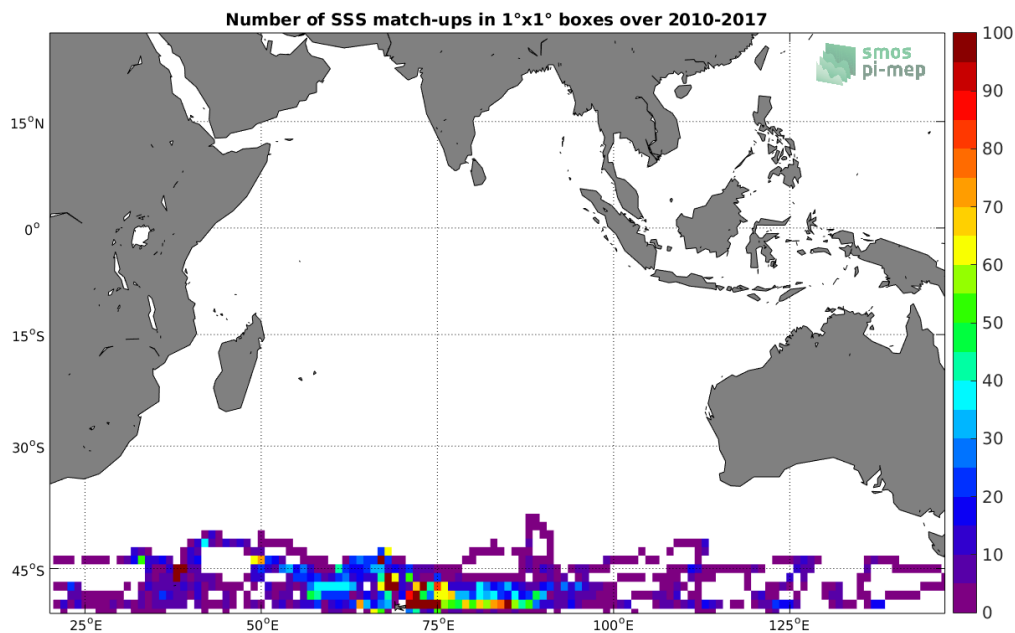 Number of SSS match-ups in 1°x1° boxes over 2010-2017
smos
pi-mep
100
90
80
70
60
50
40
30
20
10
0
15°N
0°
15°S
30°S
45°S
25°E
50°E
75°E
100°E
125°E